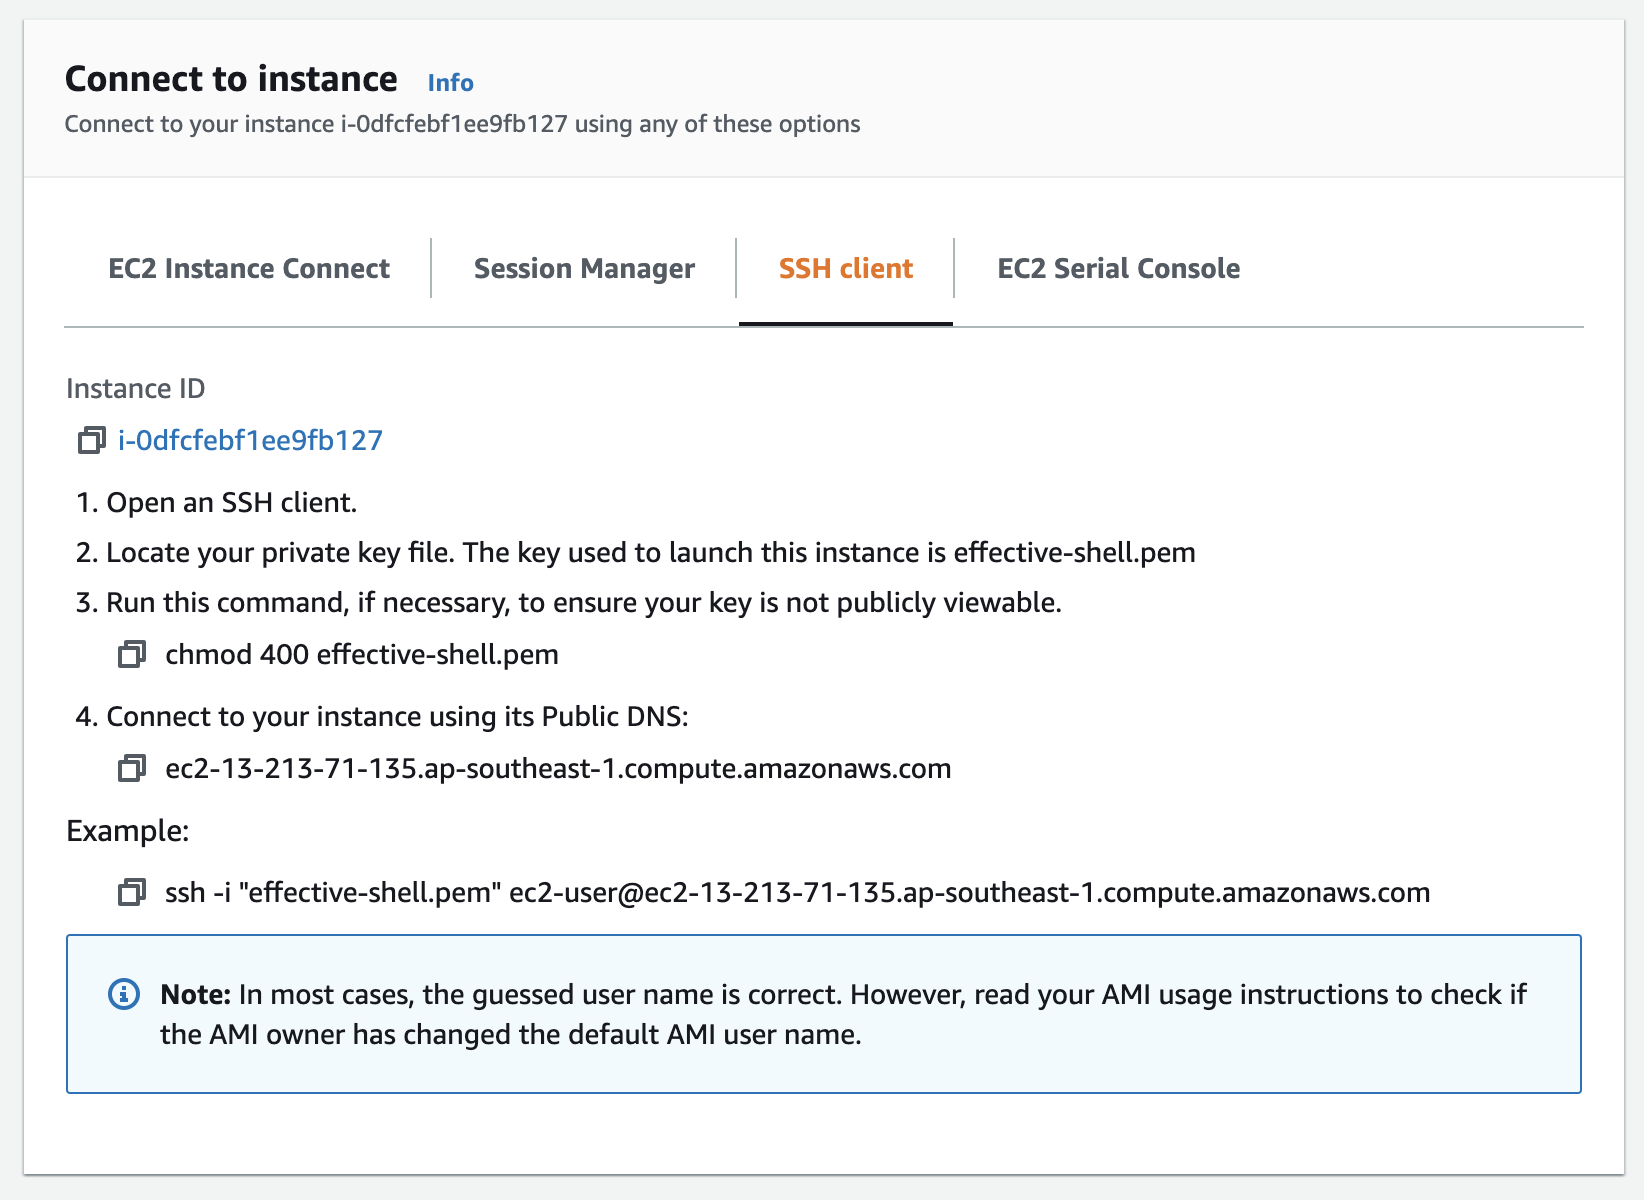 Connect to instance Info
Connect to your instance i-0dfcfebf1ee9fb127 using any of these options
EC2 Instance Connect
Session Manager
SSH client
EC2 Serial Console
Instance ID
i-0dfcfebf1ee9fb127
1. Open an SSH client.
2. Locate your private key file. The key used to launch this instance is effective-shell.pem
3. Run this command, if necessary, to ensure your key is not publicly viewable.
chmod 400 effective-shell.pem
4. Connect to your instance using its Public DNS:
ec2-13-213-71-135.ap-southeast-1.compute.amazonaws.com
Example:
ssh -i "effective-shell.pem" ec2-user@ec2-13-213-71-135.ap-southeast-1.compute.amazonaws.com
Note: In most cases, the guessed user name is correct. However, read your AMI usage instructions to check if
the AMI owner has changed the default AMI user name.